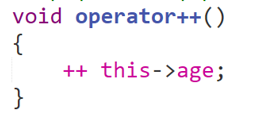 void operator++()
{
    ++ this->age;
}